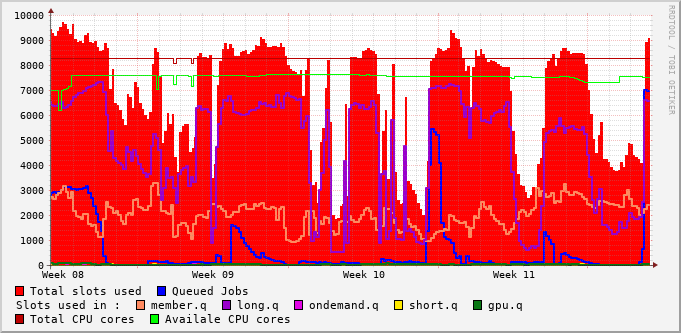 10000
9000
8000
7000
6000
5000
4000
3000
2000
1000
0
Week 08 Week 09 Week 10 Week 11
RRDTOOL / TOBI OETIKER
Total slots used Queued Jobs
Slots used in : member.q long.q ondemand.q short.q gpu.q
Total CPU cores Availale CPU cores